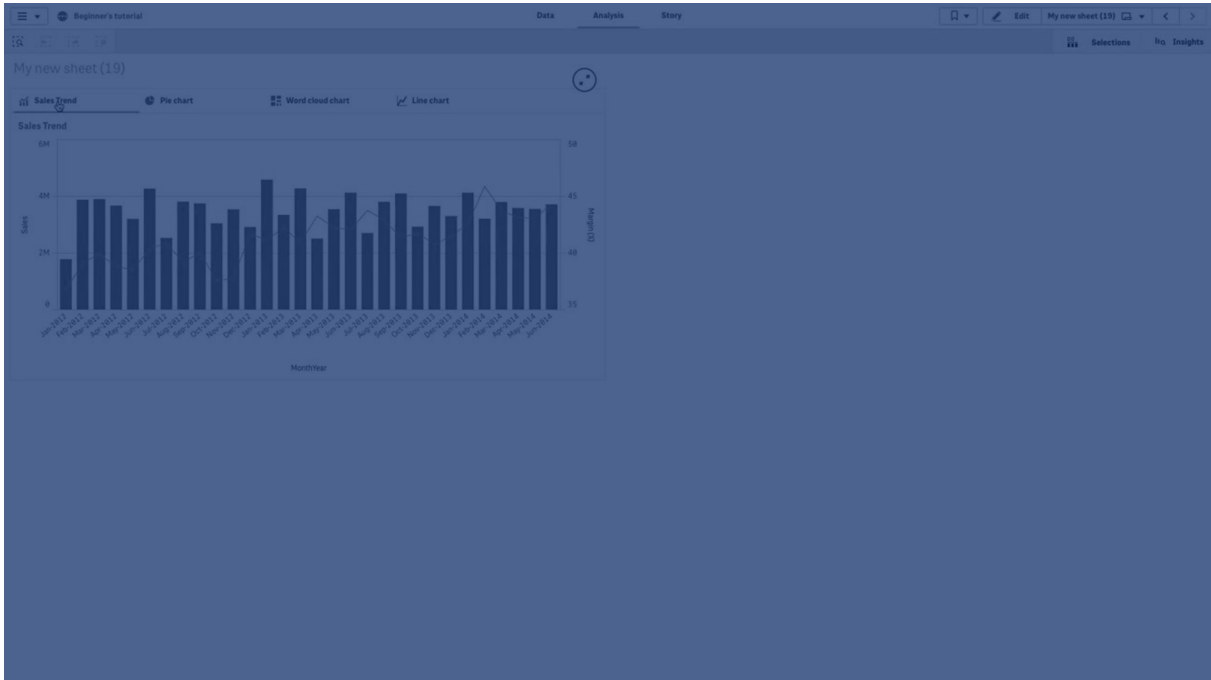 Beginner's tutorial
Data
Analysis
Story
Edit
My new sheet (19)
Selections
Insights
My new sheet (19)
Sales Trend
Pie chart
Word cloud chart
Line chart
Sales Trend
6M
4M
2M
0
Sales
50
45
40
35
Margin (%)
Jan-2012
Feb-2012
Mar-2012
Apr-2012
May-2012
Jun-2012
Jul-2012
Aug-2012
Sep-2012
Oct-2012
Nov-2012
Dec-2012
Jan-2013
Feb-2013
Mar-2013
Apr-2013
May-2013
Jun-2013
Jul-2013
Aug-2013
Sep-2013
Oct-2013
Nov-2013
Dec-2013
Jan-2014
Feb-2014
Mar-2014
Apr-2014
May-2014
Jun-2014
MonthYear